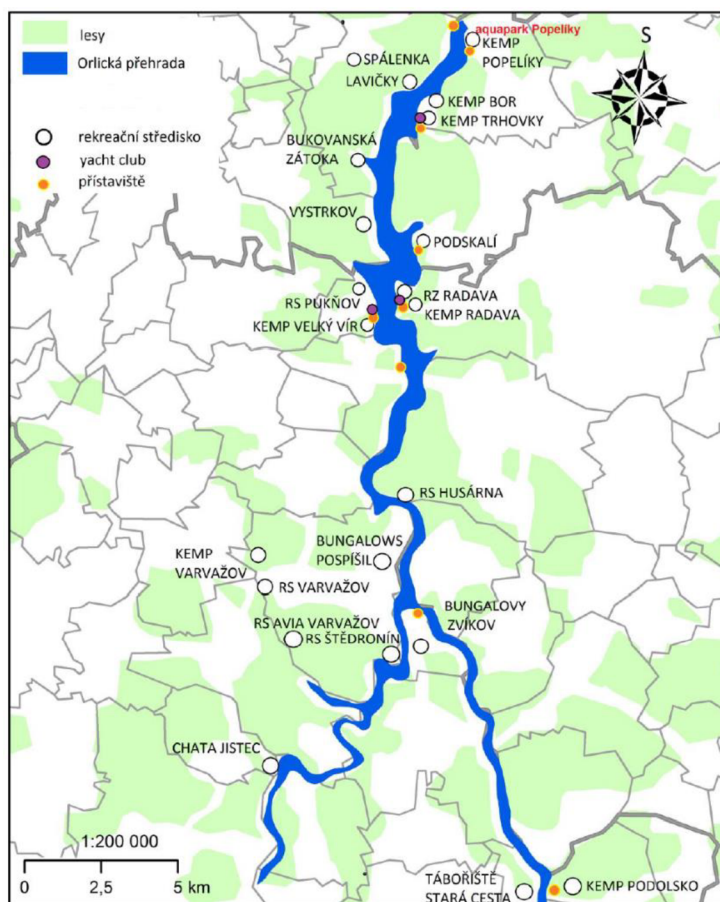 lesy
Orlická přehrada
rekreační středisko
yacht club
přístaviště
aquapark Popelíky
S
KEMP
POPELÍKY
SPÁLENKA
LAVIČKY
KEMP BOR
KEMP TRHOVKY
BUKOVANSKÁ
ZÁTOKA
VYSTRKOV
PODSKALÍ
RS PUKŇOV
RZ RADAVA
KEMP RADAVA
KEMP VELKÝ VÍR
RS HUSÁRNA
BUNGALOWS
POSPÍŠIL
KEMP
VARVAŽOV
RS VARVAŽOV
RS AVIA VARVAŽOV
BUNGALOVY
ZVÍKOV
RS ŠTĚDRONÍN
CHATA JISTEC
1:200 000
0 2,5 5 km
TÁBOŘIŠTĚ
STARÁ CESTA
KEMP PODOLSKO